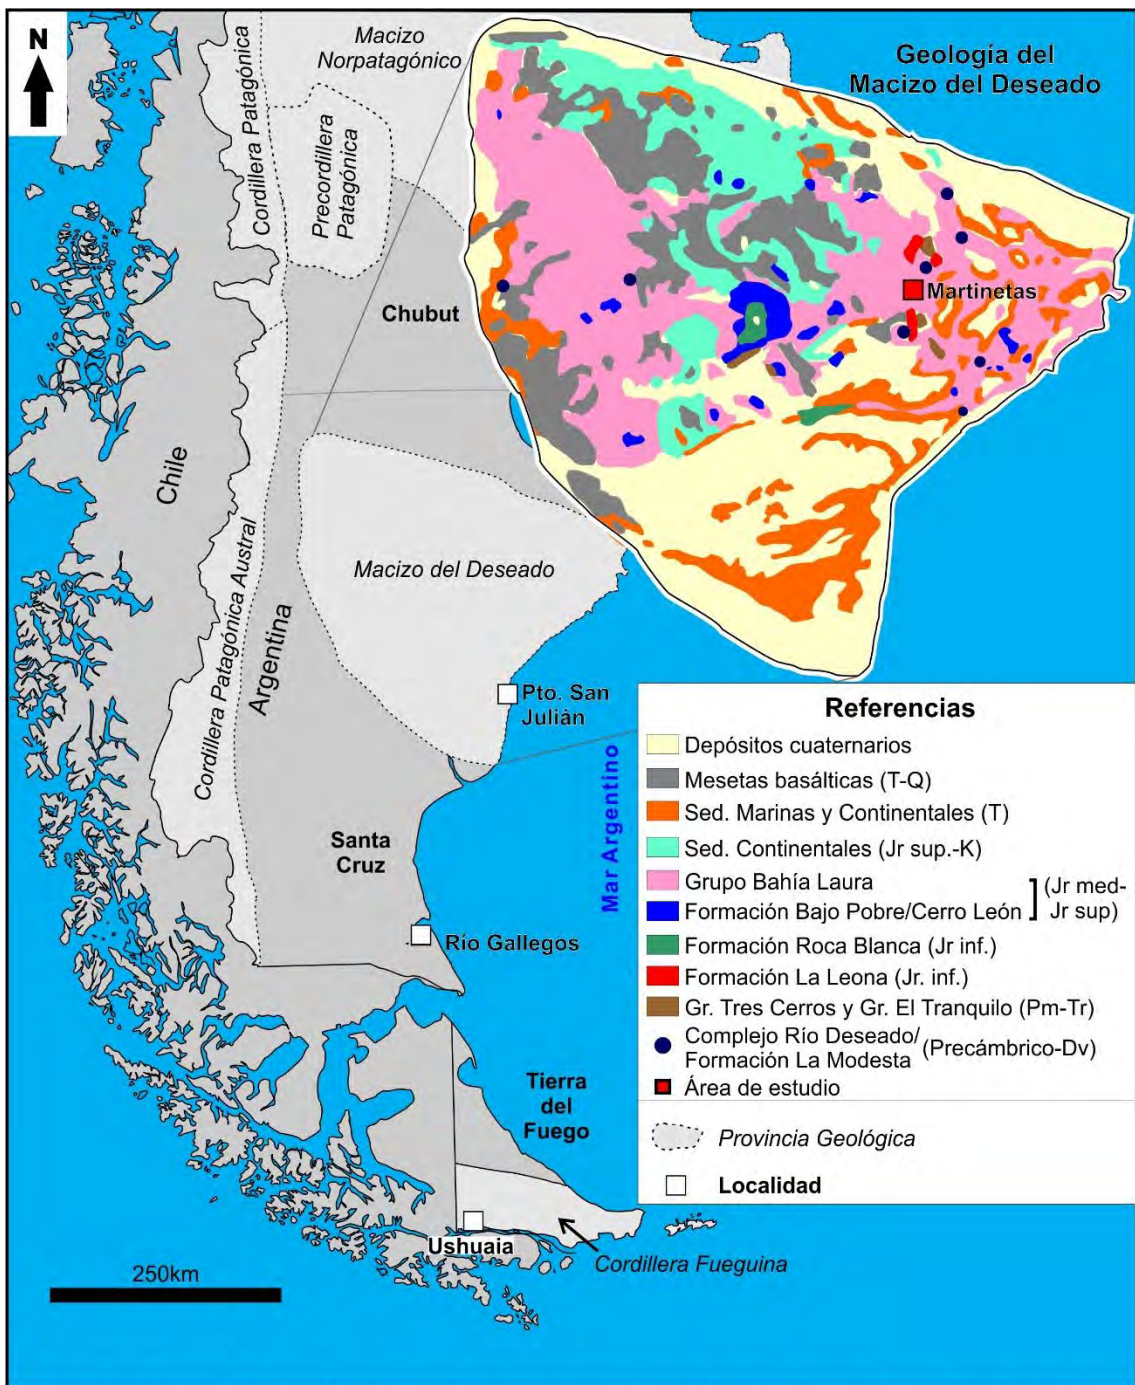 N
Macizo
Norpatagónico
Geología del
Macizo del Deseado
Cordillera Patagónica
Precordillera
Patagónica
Chubut
Martinetas
Chile
Macizo del Deseado
Cordillera Patagónica Austral
Argentina
Pto. San
Julián
Mar Argentino
Santa
Cruz
Río Gallegos
Tierra
del
Fuego
Ushuaia
Cordillera Fueguina
250km
Referencias
Depósitos cuaternarios
Mesetas basálticas (T-Q)
Sed. Marinas y Continentales (T)
Sed. Continentales (Jr sup.-K)
Grupo Bahía Laura
Formación Bajo Pobre/Cerro León
(Jr med-
Jr sup)
Formación Roca Blanca (Jr inf.)
Formación La Leona (Jr. inf.)
Gr. Tres Cerros y Gr. El Tranquilo (Pm-Tr)
Complejo Río Deseado/
Formación La Modesta
(Precámbrico-Dv)
Área de estudio
Provincia Geológica
Localidad